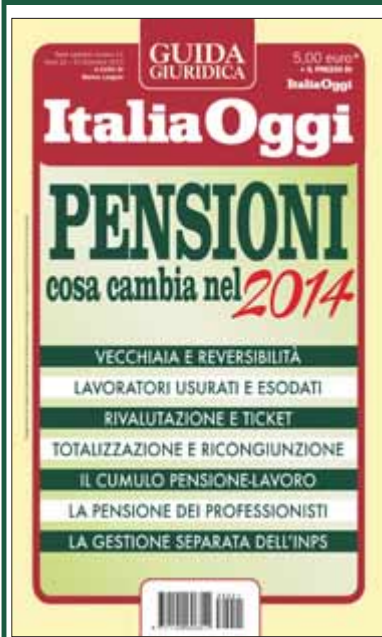 GUIDA
GIURIDICA
5,00 euro*
+ IL PREZZO DI
ItaliaOggi
ItaliaOggi
PENSIONI
cosa cambia nel 2014
VECCHIAIA E REVERSIBILITÀ
LAVORATORI USURATI E ESODATI
RIVALUTAZIONE E TICKET
TOTALIZZAZIONE E RICONGIUNZIONE
IL CUMULO PENSIONE-LAVORO
LA PENSIONE DEI PROFESSIONISTI
LA GESTIONE SEPARATA DELL'INPS